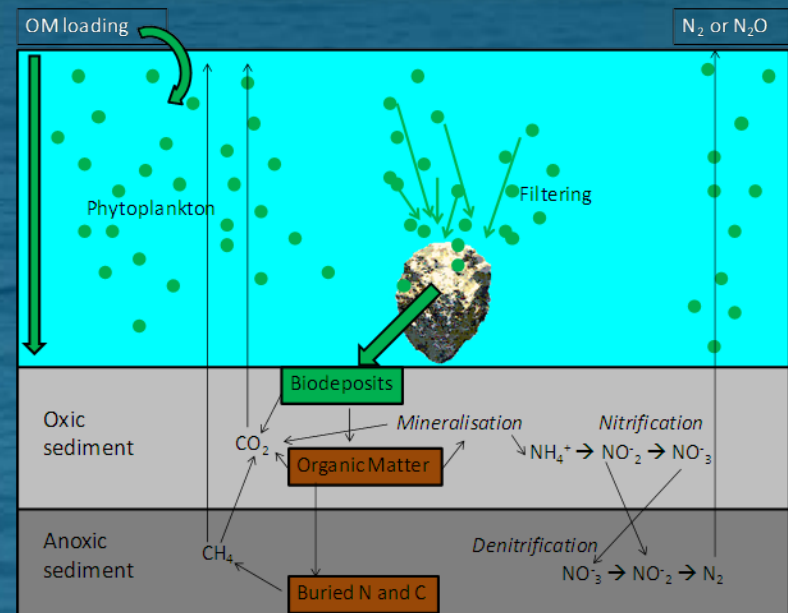 OM loading
N₂ or N₂O
Phytoplankton
Filtering
Biodeposits
Oxic
sediment
Mineralisation
Nitrification
CO₂
NH₄⁺ → NO⁻₂ → NO⁻₃
Organic Matter
Anoxic
sediment
CH₄
Denitrification
NO⁻₃ → NO⁻₂ → N₂
Buried N and C